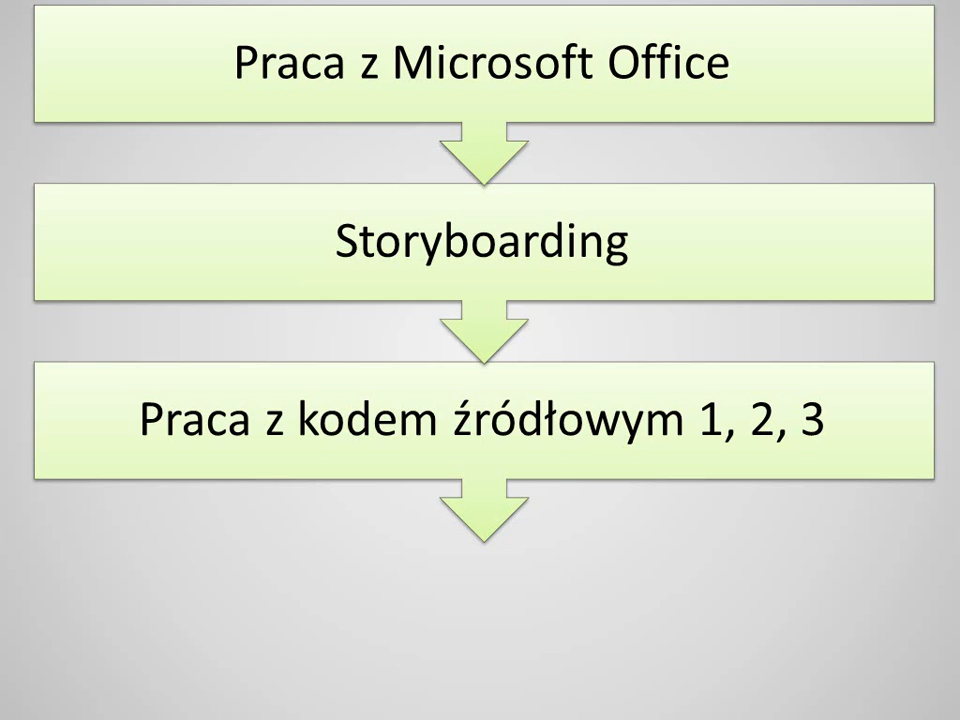 Praca z Microsoft Office
Storyboarding
Praca z kodem źródłowym 1, 2, 3